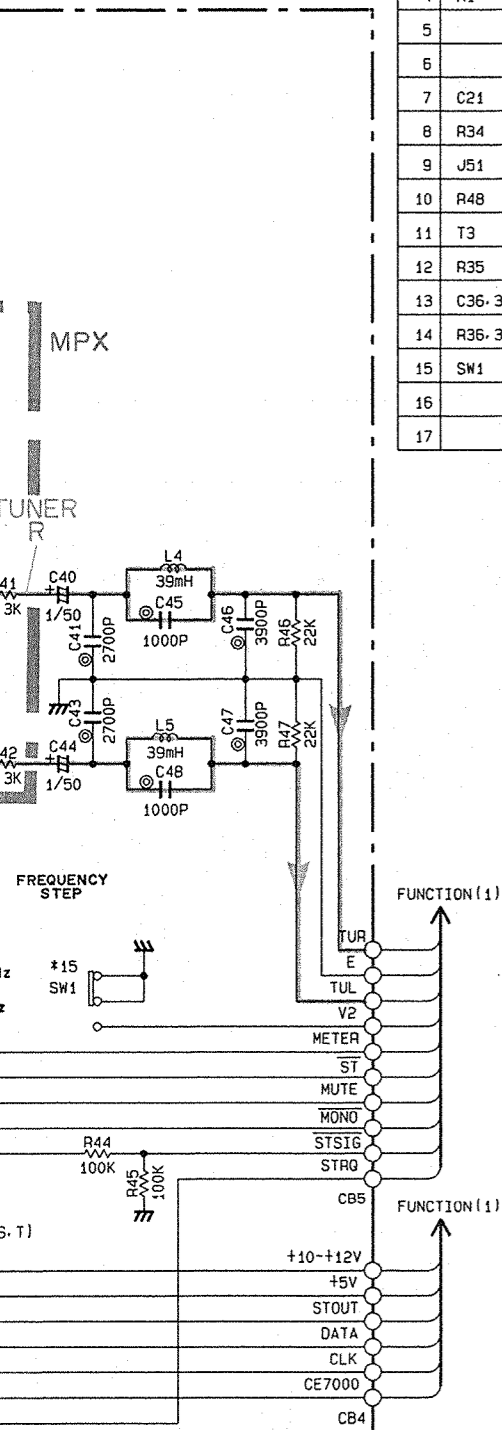 5
6
7 C21
8 R34
9 J51
10 R48
11 T3
12 R35
13 C36,3
14 R36,3
15 SW1
16
17
MPX
TUNER
R
L4
39mH
41
3K
C40
+
1/50
C45
1000P
C41
2700P
C46
3900P
R46
22K
C43
2700P
C47
3900P
R47
22K
L5
39mH
42
3K
C44
+
1/50
C48
1000P
FREQUENCY
STEP
FUNCTION(1)
TUR
E
TUL
V2
METER
ST
MUTE
MONO
STSIG
STRQ
CB5
*15
SW1
R44
100K
R45
100K
FUNCTION(1)
S,T)
+10~+12V
+5V
STOUT
DATA
CLK
CE7000
CB4